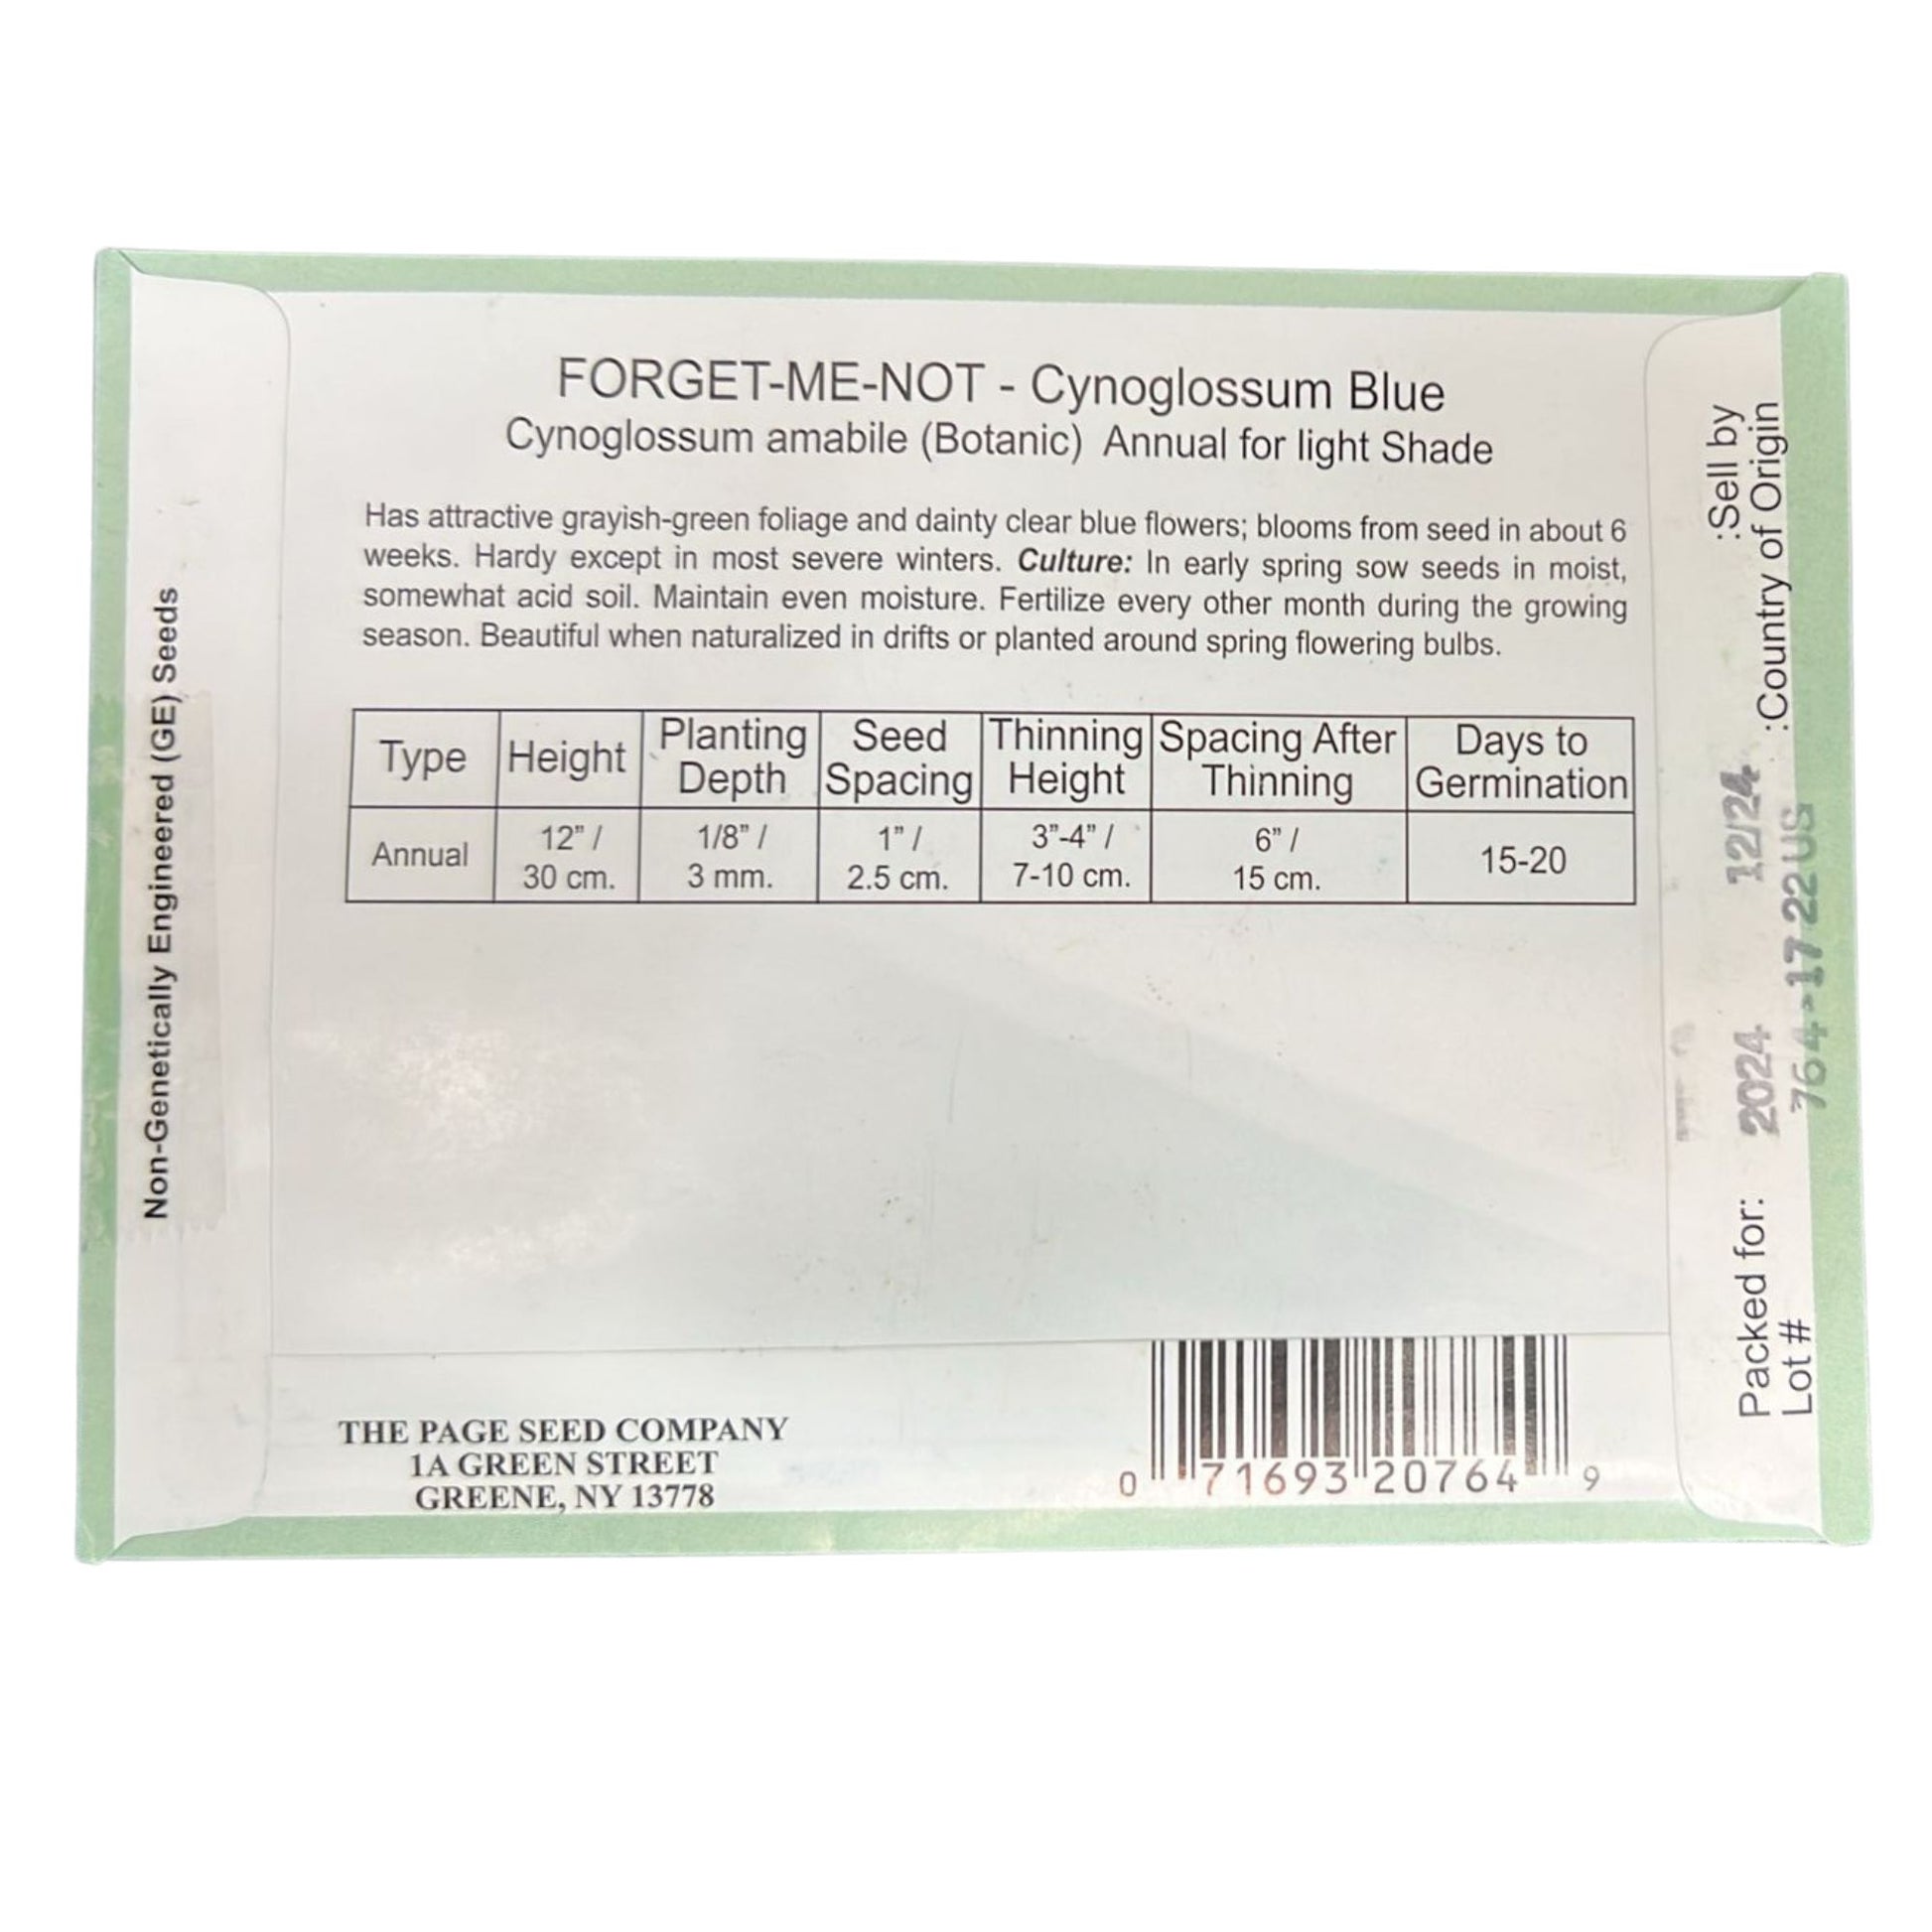 FORGET-ME-NOT - Cynoglossum Blue
Cynoglossum amabile (Botanic) Annual for light Shade
Has attractive grayish-green foliage and dainty clear blue flowers; blooms from seed in about 6
weeks. Hardy except in most severe winters. Culture: In early spring sow seeds in moist,
somewhat acid soil. Maintain even moisture. Fertilize every other month during the growing
season. Beautiful when naturalized in drifts or planted around spring flowering bulbs.
Type Height Planting Depth Seed Spacing Thinning Height Spacing After Thinning Days to Germination
Annual 12” / 30 cm. 1/8” / 3 mm. 1” / 2.5 cm. 3”-4” / 7-10 cm. 6” / 15 cm. 15-20
THE PAGE SEED COMPANY
1A GREEN STREET
GREENE, NY 13778
0 71693 20764 9
Non-Genetically Engineered (GE) Seeds
Packed for: 2024 12/24 :Sell by
Lot # 764-17 22US :Country of Origin